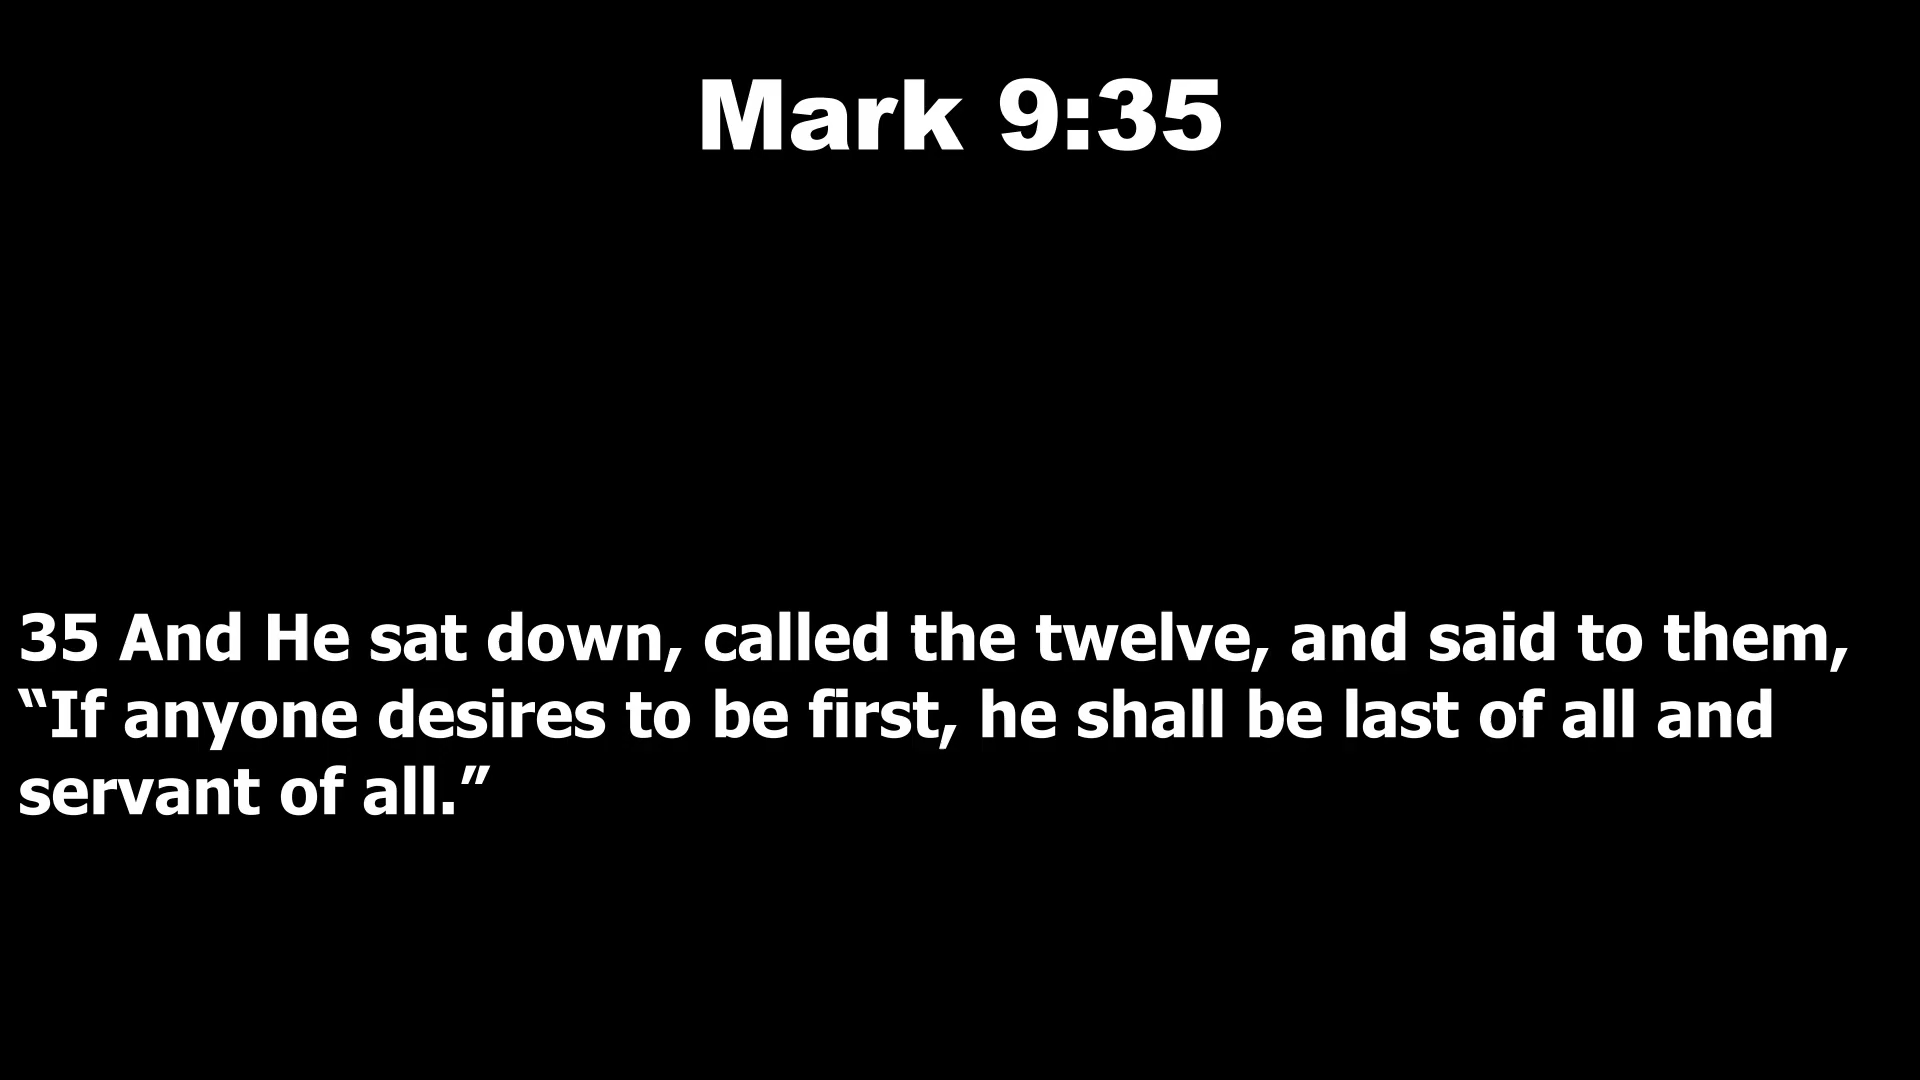 Mark 9:35
35 And He sat down, called the twelve, and said to them,
“If anyone desires to be first, he shall be last of all and
servant of all.”